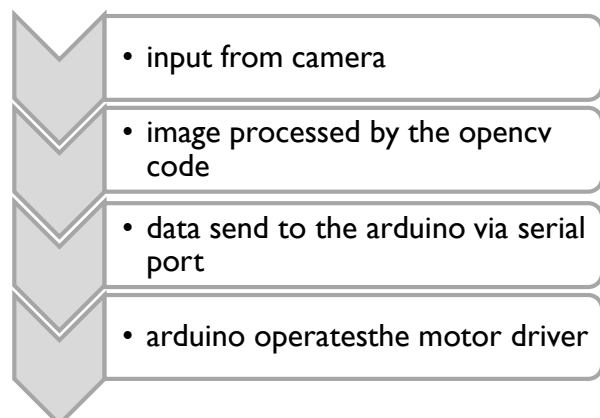 • input from camera
• image processed by the opencv
code
• data send to the arduino via serial
port
• arduino operatesthe motor driver